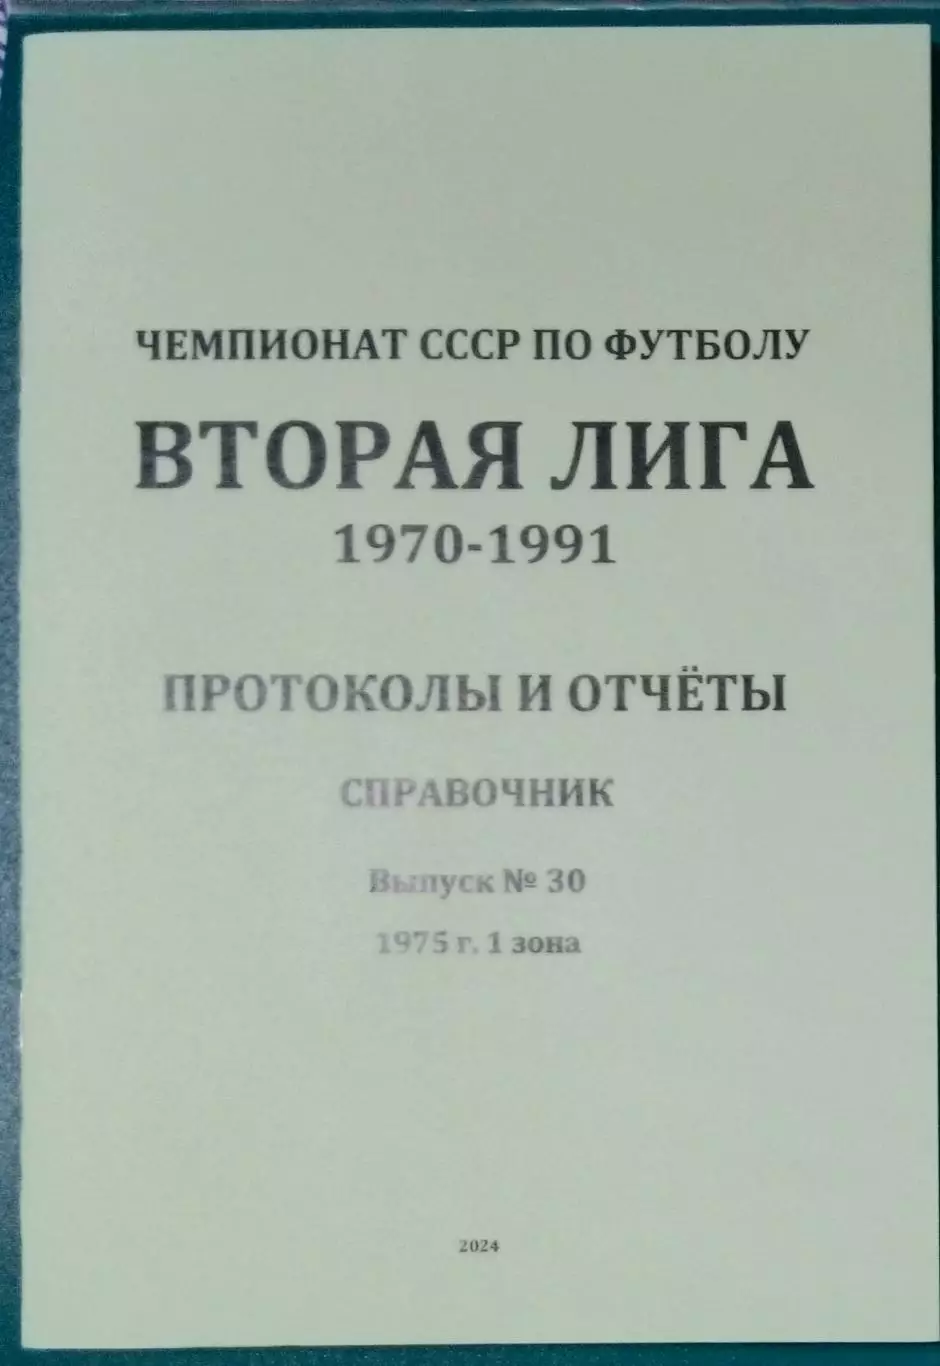 ЧЕМПИОНАТ СССР ПО ФУТБОЛУ
ВТОРАЯ ЛИГА
1970-1991
ПРОТОКОЛЫ И ОТЧЁТЫ
СПРАВОЧНИК
Выпуск № 30
1975 г. 1 зона
2024